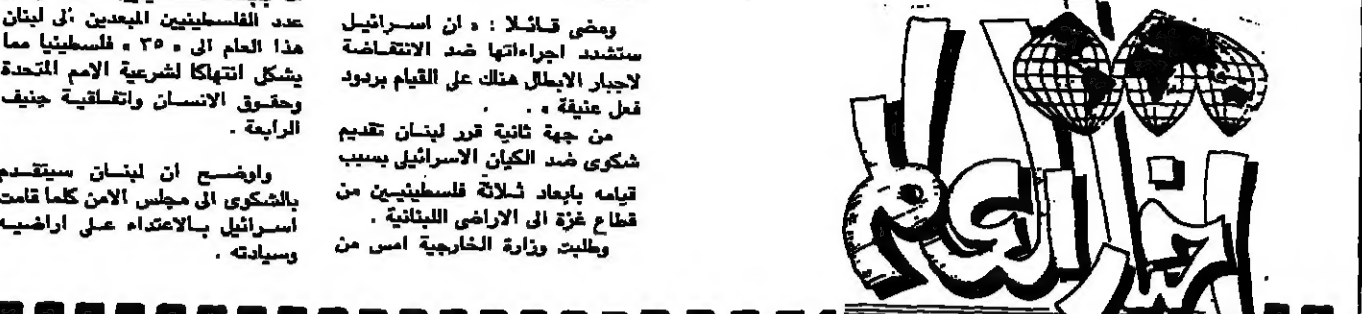 أخبار العالم
ومضى قائلا : « ان اسرائيل
ستشدد اجراءاتها ضد الانتفاضة
لاجبار الابطال هناك على القيام بردود
فعل عنيفة » .
من جهة ثانية قرر لبنان تقديم
شكوى ضد الكيان الاسرائيلى بسبب
قيامه بابعاد ثلاثة فلسطينيين من
قطاع غزة الى الاراضى اللبنانية .
وطلبت وزارة الخارجية امس من
عدد الفلسطينيين المبعدين الى لبنان
هذا العام الى « ٣٥ » فلسطينيا مما
يشكل انتهاكا لشرعية الامم المتحدة
وحقوق الانسان واتفاقية جنيف
الرابعة .
واوضح ان لبنان سيتقدم
بالشكوى الى مجلس الامن كلما قامت
اسرائيل بالاعتداء على اراضيه
وسيادته .